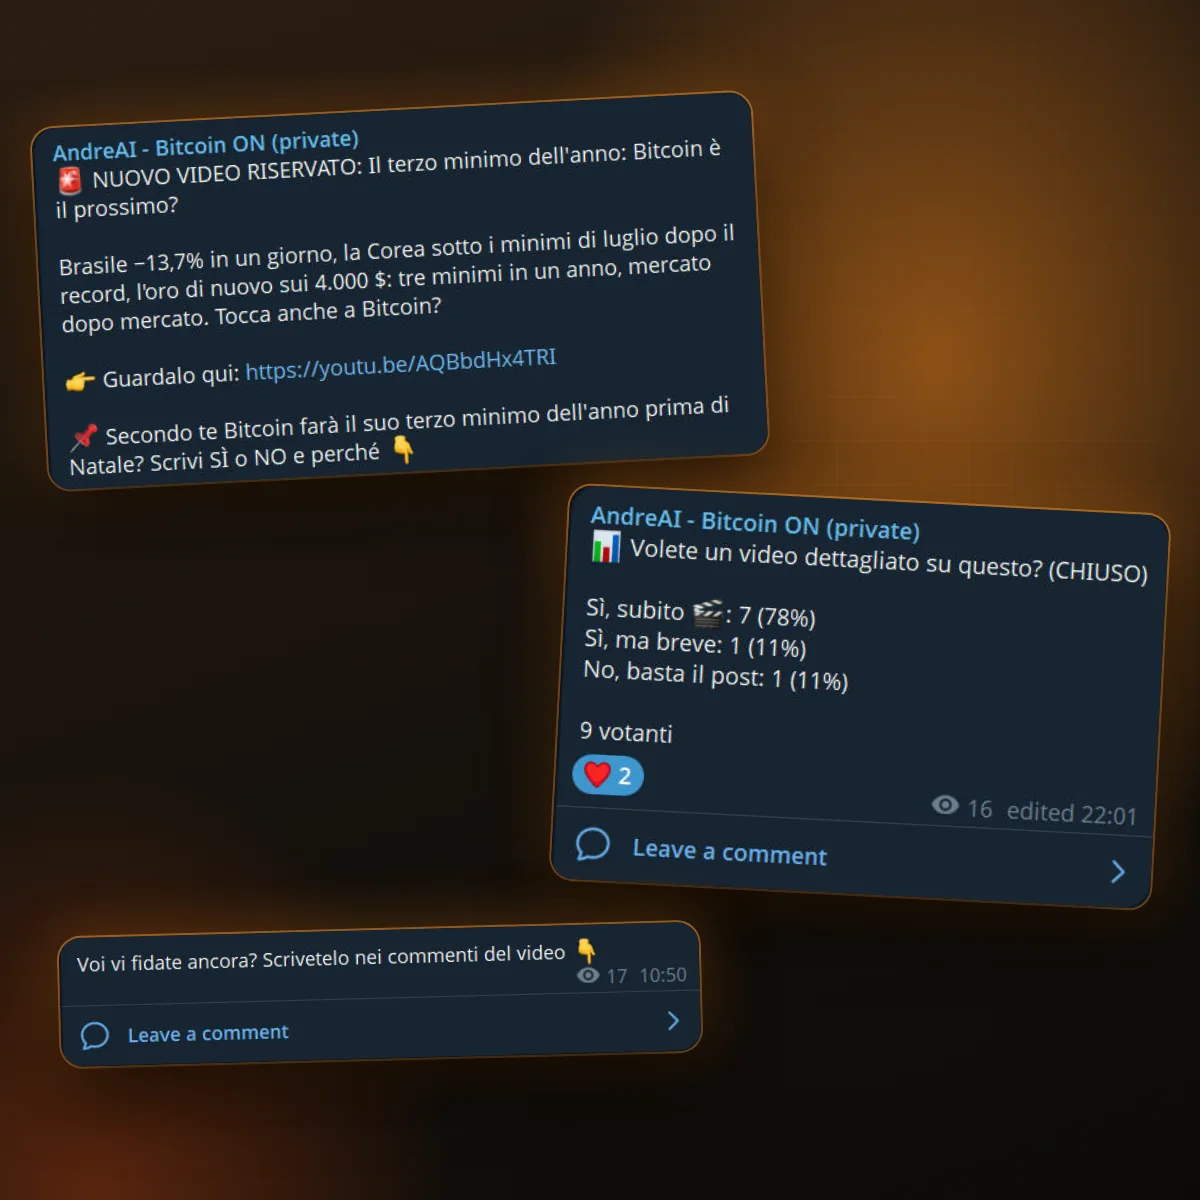 AndreAI - Bitcoin ON (private)
🚨 NUOVO VIDEO RISERVATO: Il terzo minimo dell'anno: Bitcoin è
il prossimo?
Brasile −13,7% in un giorno, la Corea sotto i minimi di luglio dopo il
record, l'oro di nuovo sui 4.000 $: tre minimi in un anno, mercato
dopo mercato. Tocca anche a Bitcoin?
👉 Guardalo qui: https://youtu.be/AQBbdHx4TRI
📌 Secondo te Bitcoin farà il suo terzo minimo dell'anno prima di
Natale? Scrivi SÌ o NO e perché 👇
AndreAI - Bitcoin ON (private)
📊 Volete un video dettagliato su questo? (CHIUSO)
Sì, subito 🎬: 7 (78%)
Sì, ma breve: 1 (11%)
No, basta il post: 1 (11%)
9 votanti
❤️ 2
16 edited 22:01
Leave a comment
Voi vi fidate ancora? Scrivetelo nei commenti del video 👇
17 10:50
Leave a comment